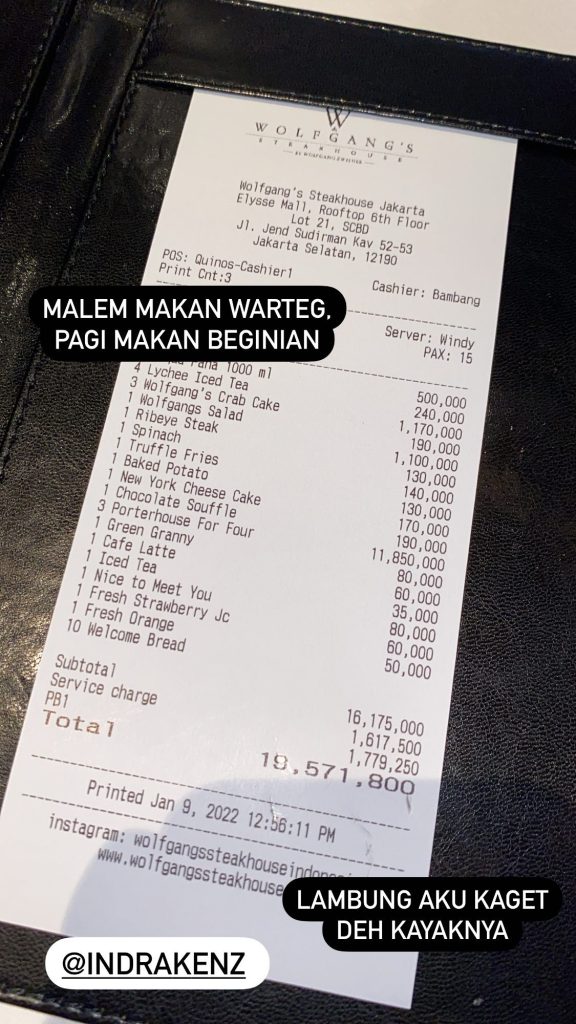 W
WOLFGANG'S
STEAKHOUSE
BY WOLFGANG ZWIENER
Wolfgang's Steakhouse Jakarta
Elysse Mall, Rooftop 6th Floor
Lot 21, SCBD
Jl. Jend Sudirman Kav 52-53
Jakarta Selatan, 12190
POS: Quinos-Cashier1 Cashier: Bambang
Print Cnt:3 Server: Windy
PAX: 15
MALEM MAKAN WARTEG,
PAGI MAKAN BEGINIAN
1000 ml 500,000
4 Lychee Iced Tea 240,000
3 Wolfgang's Crab Cake 1,170,000
1 Wolfgangs Salad 190,000
1 Ribeye Steak 1,100,000
1 Spinach 130,000
1 Truffle Fries 140,000
1 Baked Potato 130,000
1 New York Cheese Cake 170,000
1 Chocolate Souffle 190,000
3 Porterhouse For Four 11,850,000
1 Green Granny 80,000
1 Cafe Latte 60,000
1 Iced Tea 35,000
1 Nice to Meet You 80,000
1 Fresh Strawberry Jc 60,000
1 Fresh Orange 50,000
10 Welcome Bread
Subtotal 16,175,000
Service charge 1,617,500
PB1 1,779,250
Total 19,571,800
Printed Jan 9, 2022 12:56:11 PM
instagram: wolfgangssteakhouseindonesi
www.wolfgangssteakhouse
LAMBUNG AKU KAGET
DEH KAYAKNYA
@INDRAKENZ